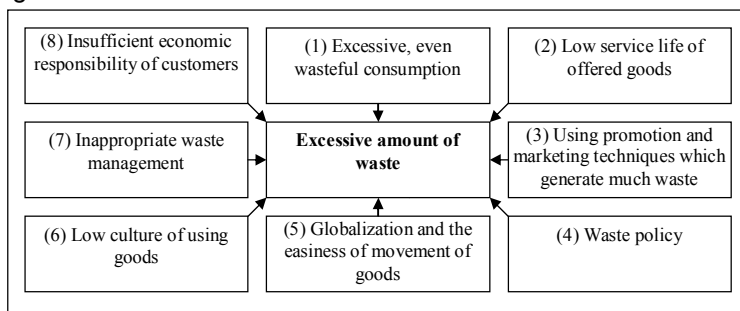 (8) Insufficient economic
responsibility of customers
(1) Excessive, even
wasteful consumption
(2) Low service life of
offered goods
(7) Inappropriate waste
management
Excessive amount of
waste
(3) Using promotion and
marketing techniques which
generate much waste
(6) Low culture of using
goods
(5) Globalization and the
easiness of movement of
goods
(4) Waste policy